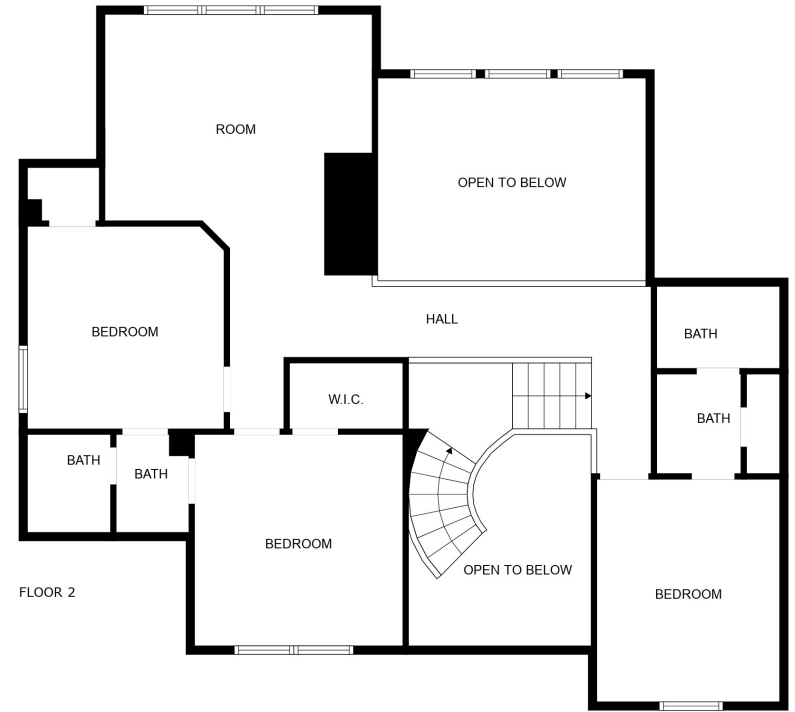 ROOM
OPEN TO BELOW
HALL
BEDROOM
BATH
W.I.C.
BATH
BATH
BATH
BEDROOM
OPEN TO BELOW
FLOOR 2
BEDROOM